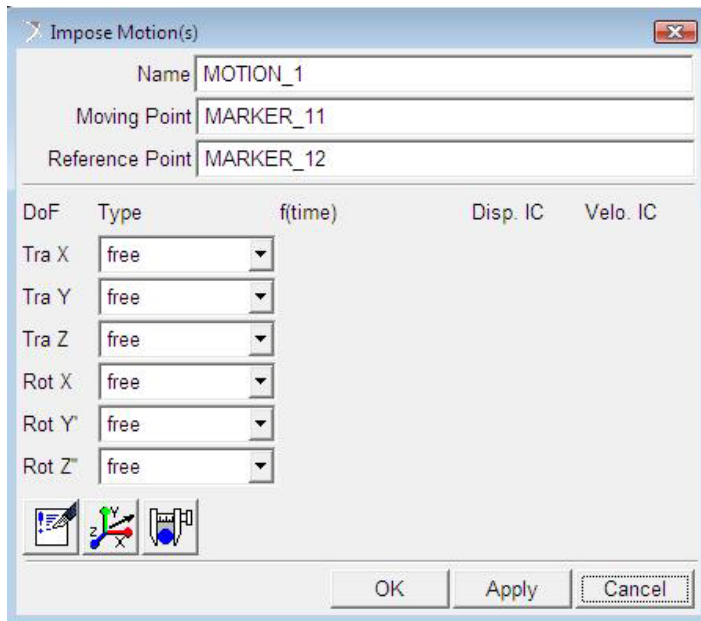 Impose Motion(s)
Name MOTION_1
Moving Point MARKER_11
Reference Point MARKER_12
DoF Type f(time) Disp. IC Velo. IC
Tra X free
Tra Y free
Tra Z free
Rot X free
Rot Y' free
Rot Z" free
Z Y X
OK Apply Cancel